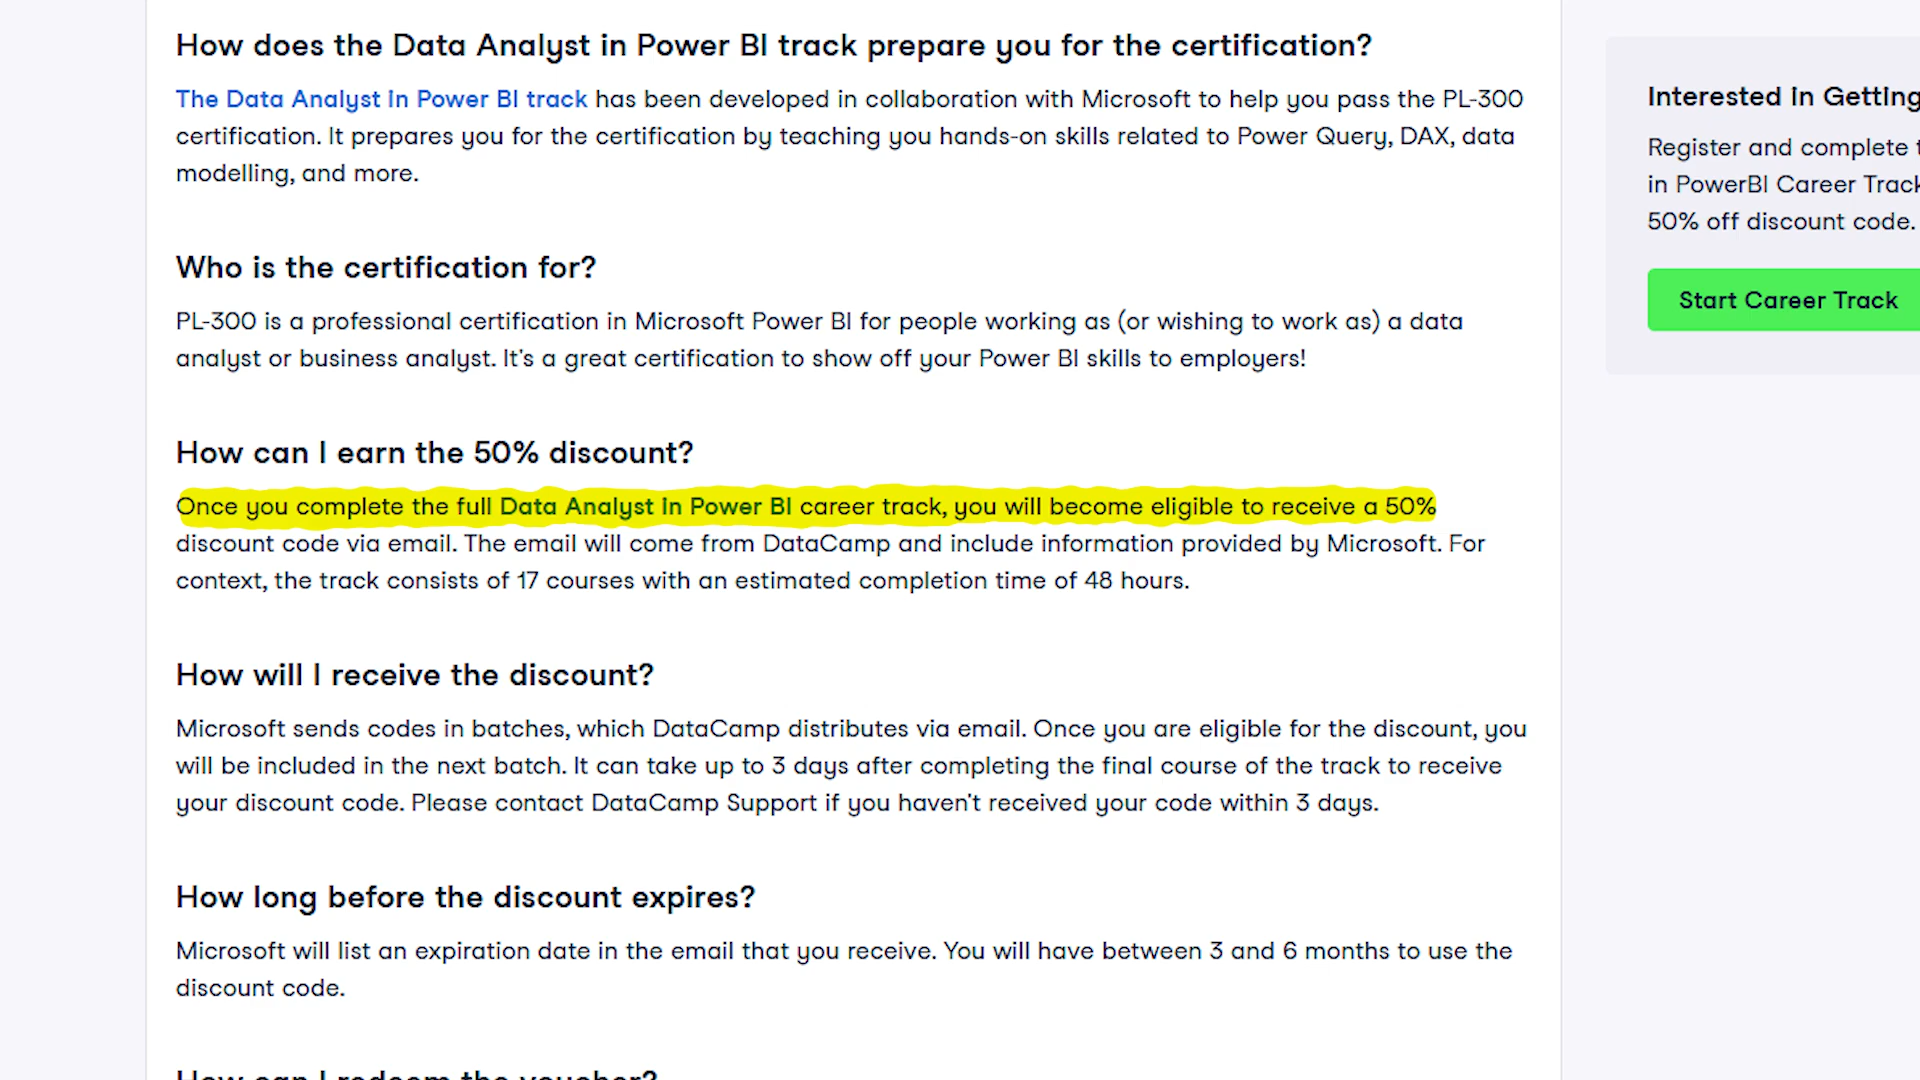 How does the Data Analyst in Power BI track prepare you for the certification?
The Data Analyst in Power BI track has been developed in collaboration with Microsoft to help you pass the PL-300
certification. It prepares you for the certification by teaching you hands-on skills related to Power Query, DAX, data
modelling, and more.
Who is the certification for?
PL-300 is a professional certification in Microsoft Power BI for people working as (or wishing to work as) a data
analyst or business analyst. It's a great certification to show off your Power BI skills to employers!
How can I earn the 50% discount?
Once you complete the full Data Analyst in Power BI career track, you will become eligible to receive a 50%
discount code via email. The email will come from DataCamp and include information provided by Microsoft. For
context, the track consists of 17 courses with an estimated completion time of 48 hours.
How will I receive the discount?
Microsoft sends codes in batches, which DataCamp distributes via email. Once you are eligible for the discount, you
will be included in the next batch. It can take up to 3 days after completing the final course of the track to receive
your discount code. Please contact DataCamp Support if you haven't received your code within 3 days.
How long before the discount expires?
Microsoft will list an expiration date in the email that you receive. You will have between 3 and 6 months to use the
discount code.
How can I redeem the voucher?
Interested in Getting
Register and complete t
in PowerBI Career Track
50% off discount code.
Start Career Track